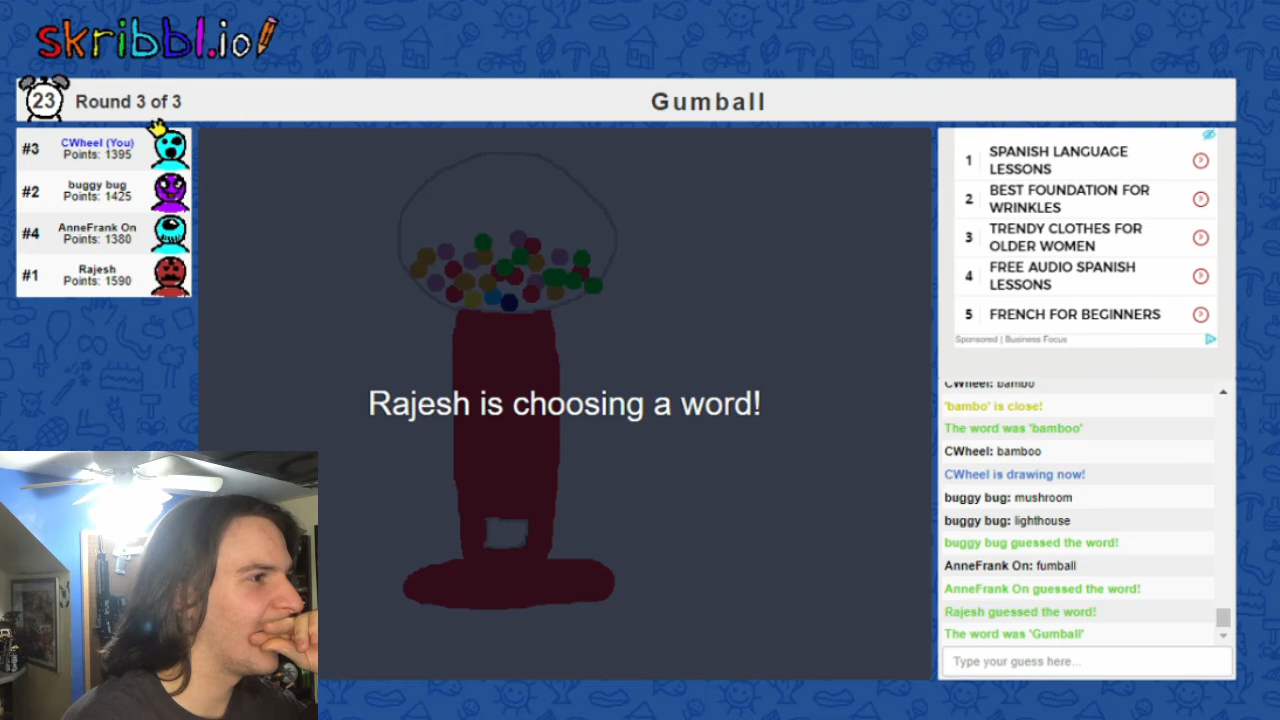 skribbl.io
23
Round 3 of 3
Gumball
#3
CWheel (You)
Points: 1395
#2
buggy bug
Points: 1425
#4
AnneFrank On
Points: 1380
#1
Rajesh
Points: 1590
Rajesh is choosing a word!
1
SPANISH LANGUAGE
LESSONS
2
BEST FOUNDATION FOR
WRINKLES
3
TRENDY CLOTHES FOR
OLDER WOMEN
4
FREE AUDIO SPANISH
LESSONS
5
FRENCH FOR BEGINNERS
Sponsored | Business Focus
CWheel: bambo
'bambo' is close!
The word was 'bamboo'
CWheel: bamboo
CWheel is drawing now!
buggy bug: mushroom
buggy bug: lighthouse
buggy bug guessed the word!
AnneFrank On: fumball
AnneFrank On guessed the word!
Rajesh guessed the word!
The word was 'Gumball'
Type your guess here...